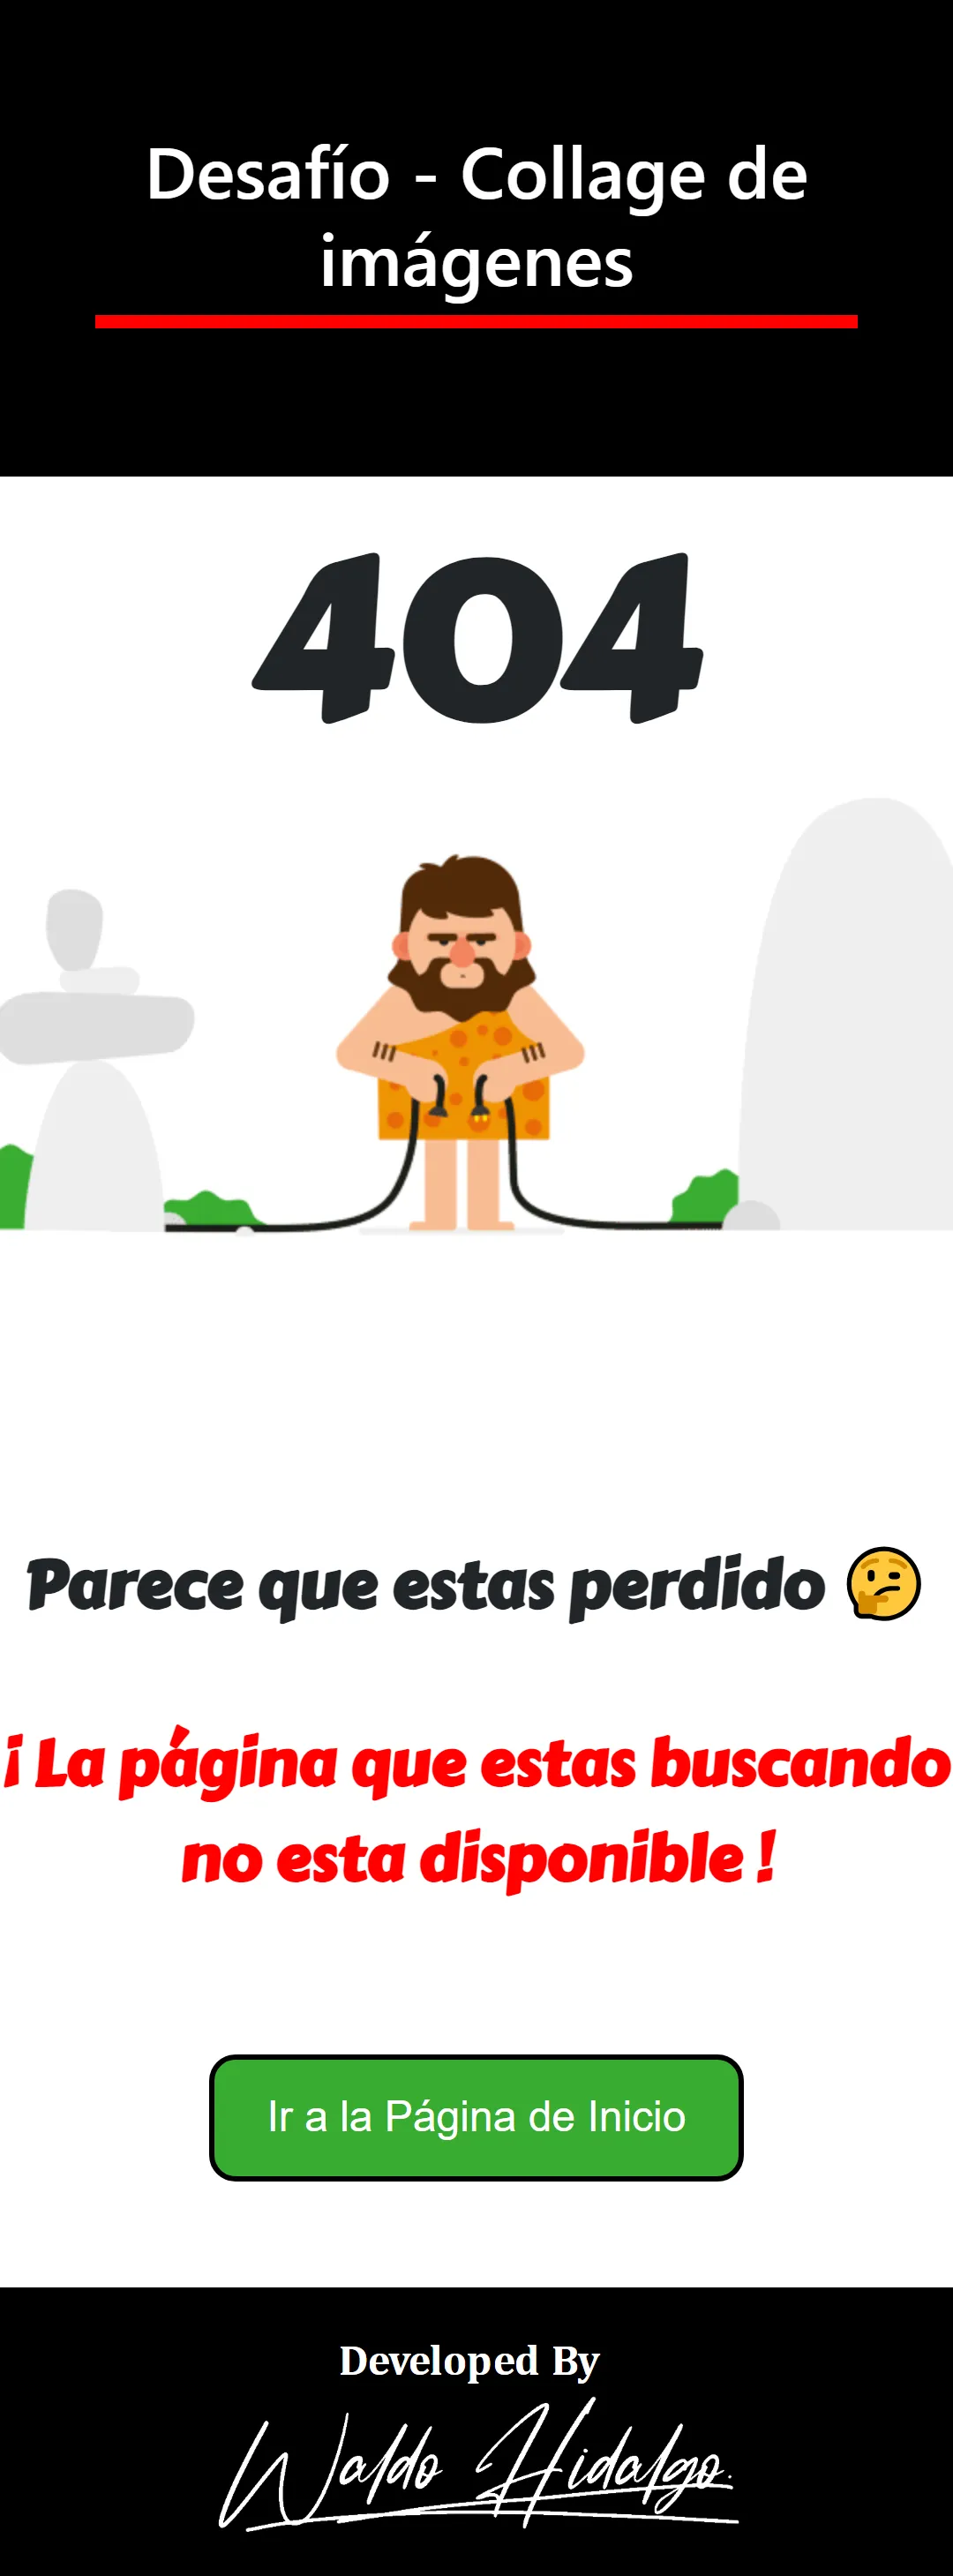 Desafío - Collage de
imágenes
404
Parece que estas perdido 🤔
¡ La página que estas buscando
no esta disponible !
Ir a la Página de Inicio
Developed By
Waldo Hidalgo.